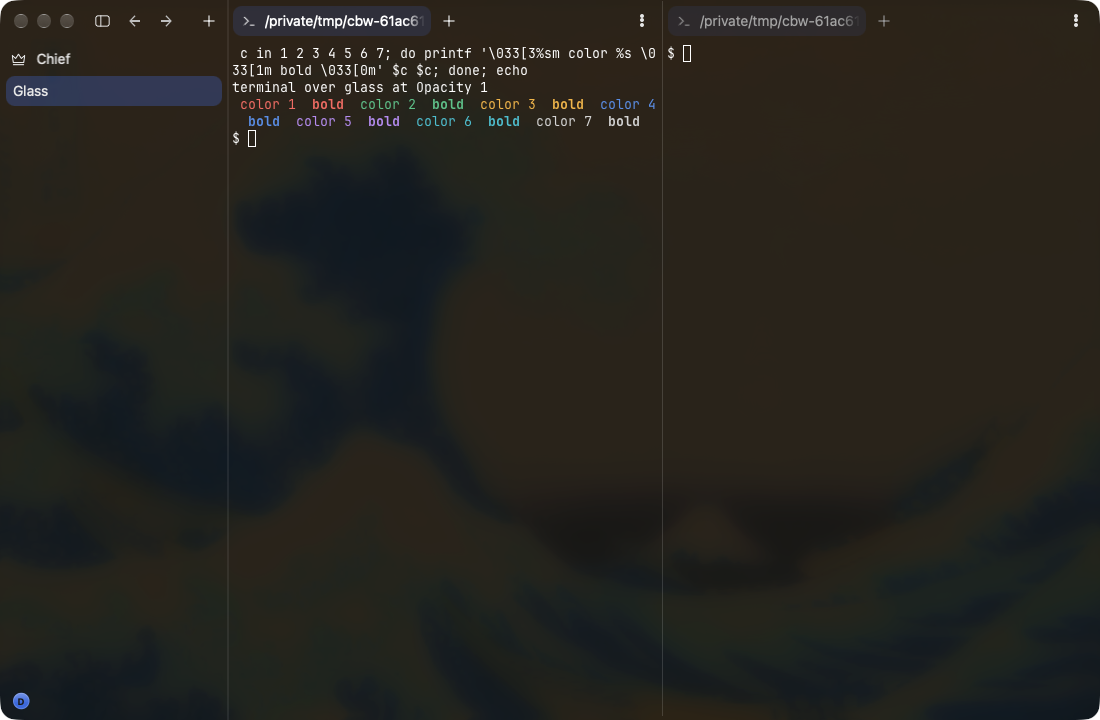 /private/tmp/cbw-61ac61
/private/tmp/cbw-61ac61
Chief
Glass
c in 1 2 3 4 5 6 7; do printf '\033[3%sm color %s \0
33[1m bold \033[0m' $c $c; done; echo
terminal over glass at Opacity 1
color 1 bold color 2 bold color 3 bold color 4
bold color 5 bold color 6 bold color 7 bold
$
$
D